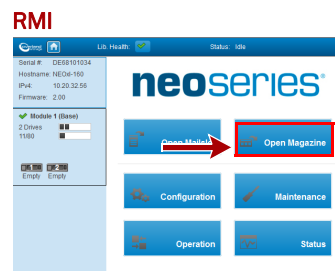 RMI
Lib. Health: Status: Idle
Serial #: DE68101034
Hostname: NEOxl-160
IPv4: 10.20.32.56
Firmware: 2.00
Module 1 (Base)
2 Drives
11/80
Empty Empty
neoseries
Open Magazine
Configuration Maintenance
Operation Status